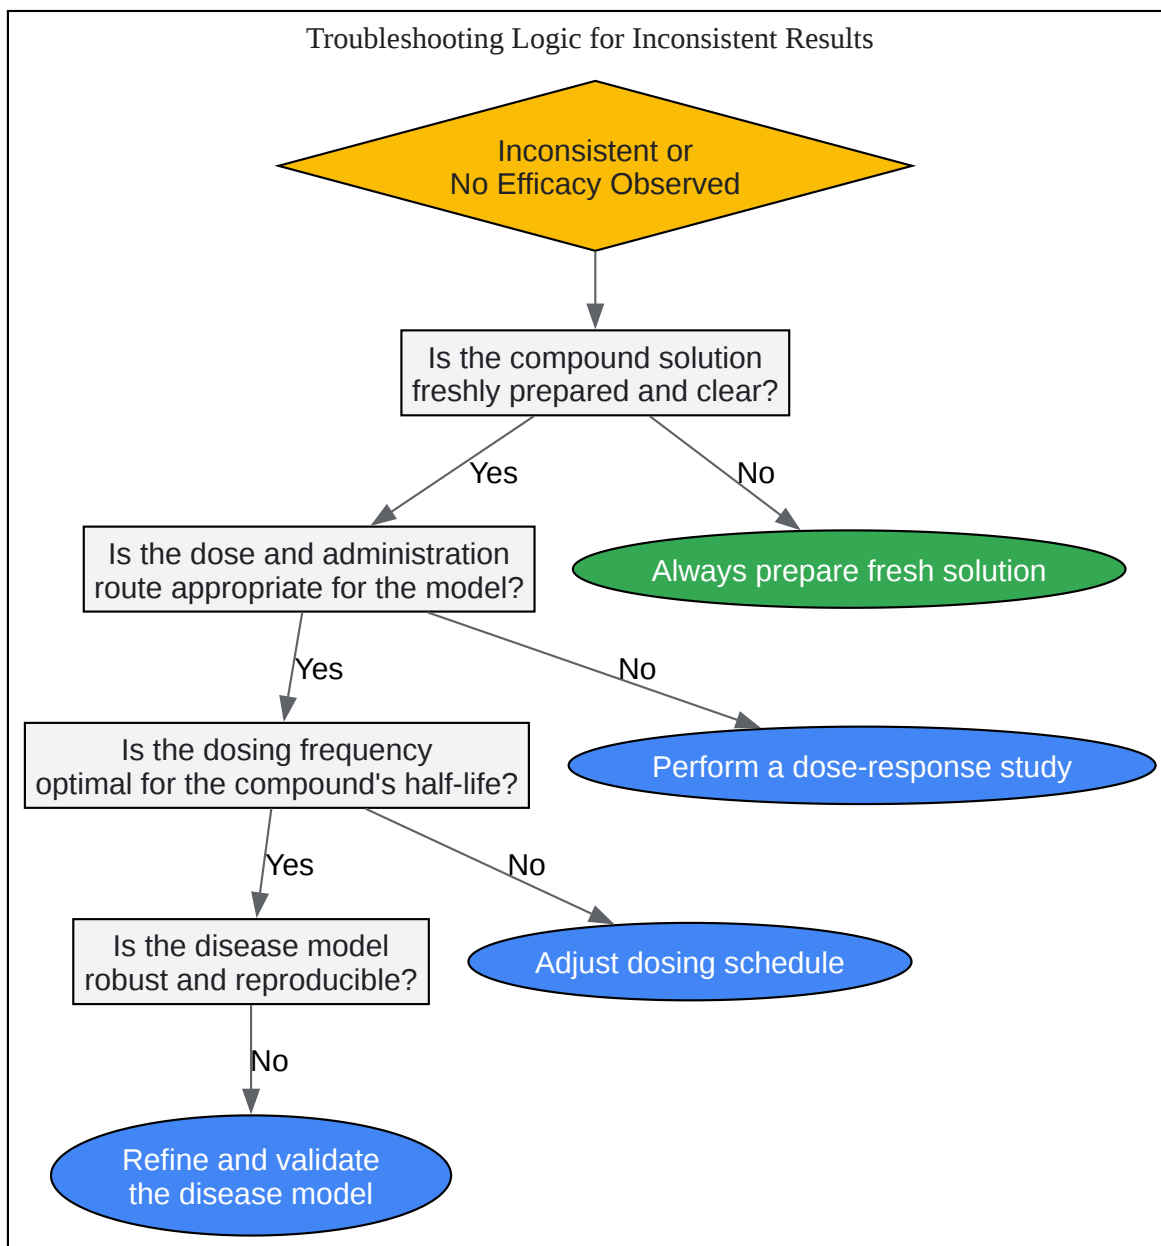 Troubleshooting Logic for Inconsistent Results
Inconsistent or
No Efficacy Observed
Is the compound solution
freshly prepared and clear?
Yes
No
Is the dose and administration
route appropriate for the model?
Always prepare fresh solution
Yes
No
Is the dosing frequency
optimal for the compound's half-life?
Perform a dose-response study
Yes
No
Is the disease model
robust and reproducible?
Adjust dosing schedule
No
Refine and validate
the disease model